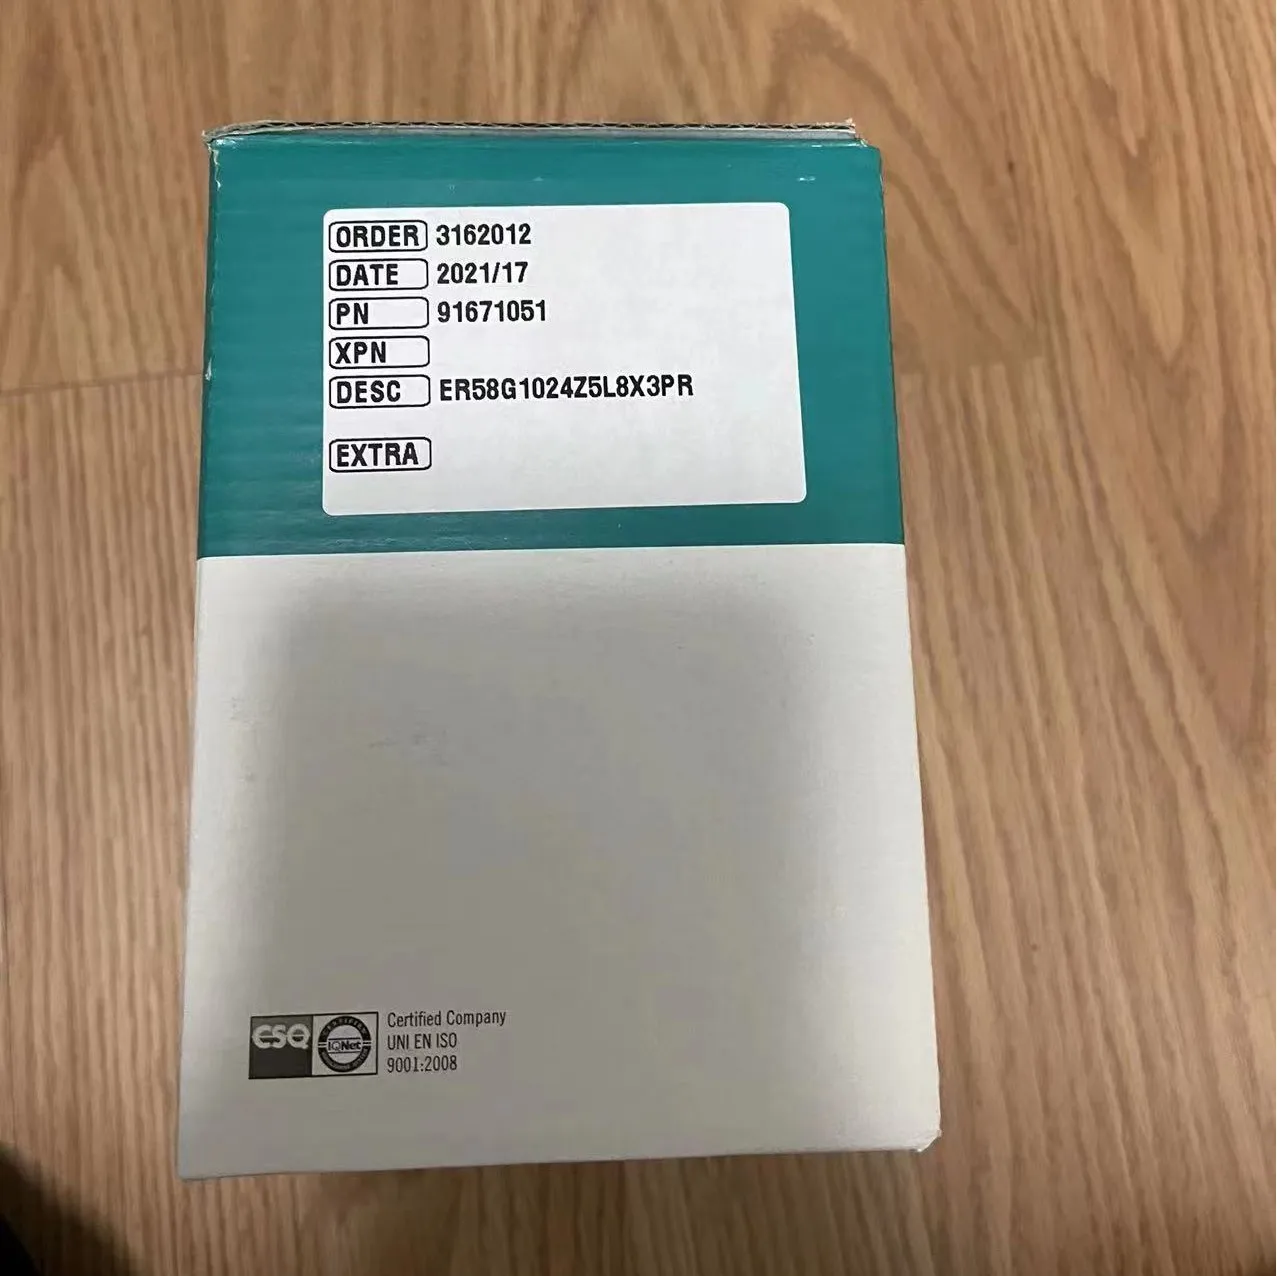 ORDER 3162012
DATE 2021/17
PN 91671051
XPN
DESC ER58G1024Z5L8X3PR
EXTRA
CSQ
IQNet
Certified Company
UNI EN ISO
9001:2008